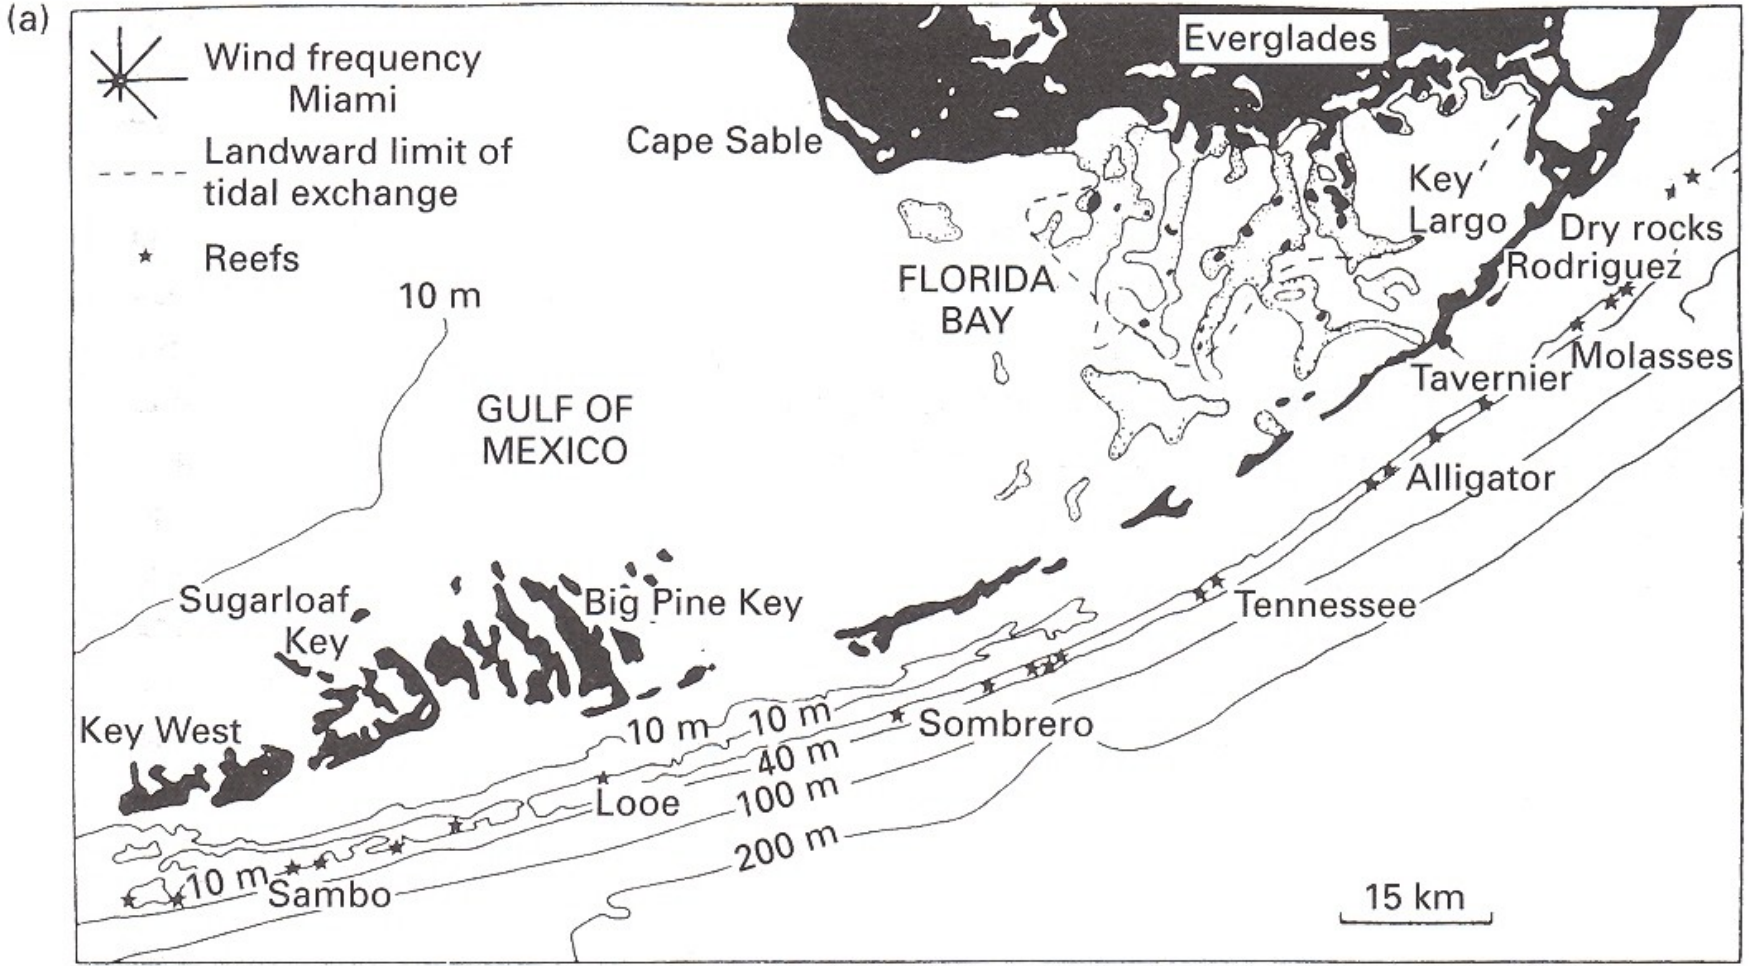 (a)
Wind frequency
Miami
Landward limit of
tidal exchange
Reefs
Everglades
Cape Sable
Key
Largo
Dry rocks
Rodriguez
FLORIDA
BAY
10 m
Molasses
Tavernier
GULF OF
MEXICO
Alligator
Sugarloaf
Key
Big Pine Key
Tennessee
Key West
10 m
10 m
Sombrero
40 m
Looe
100 m
200 m
10 m
Sambo
15 km